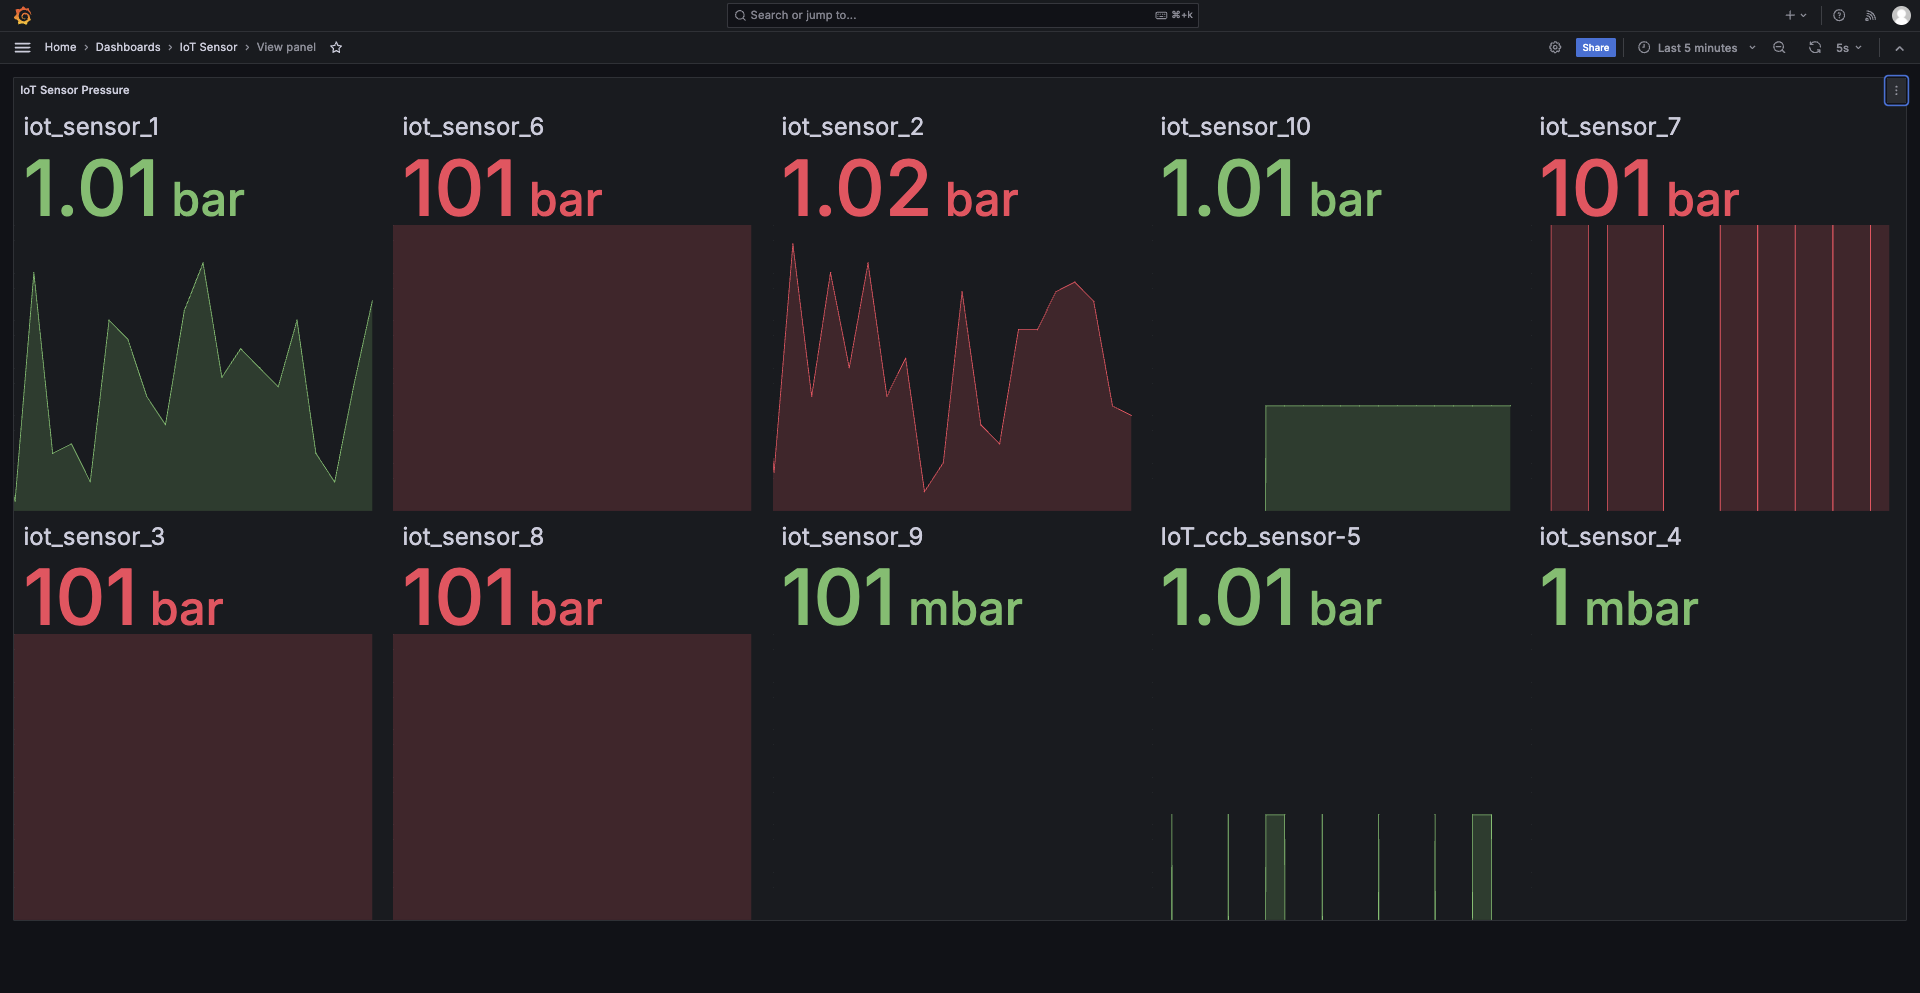 Search or jump to... ⌘+k
Home › Dashboards › IoT Sensor › View panel
Share Last 5 minutes 5s
IoT Sensor Pressure
iot_sensor_1
1.01 bar
iot_sensor_6
101 bar
iot_sensor_2
1.02 bar
iot_sensor_10
1.01 bar
iot_sensor_7
101 bar
iot_sensor_3
101 bar
iot_sensor_8
101 bar
iot_sensor_9
101 mbar
IoT_ccb_sensor-5
1.01 bar
iot_sensor_4
1 mbar